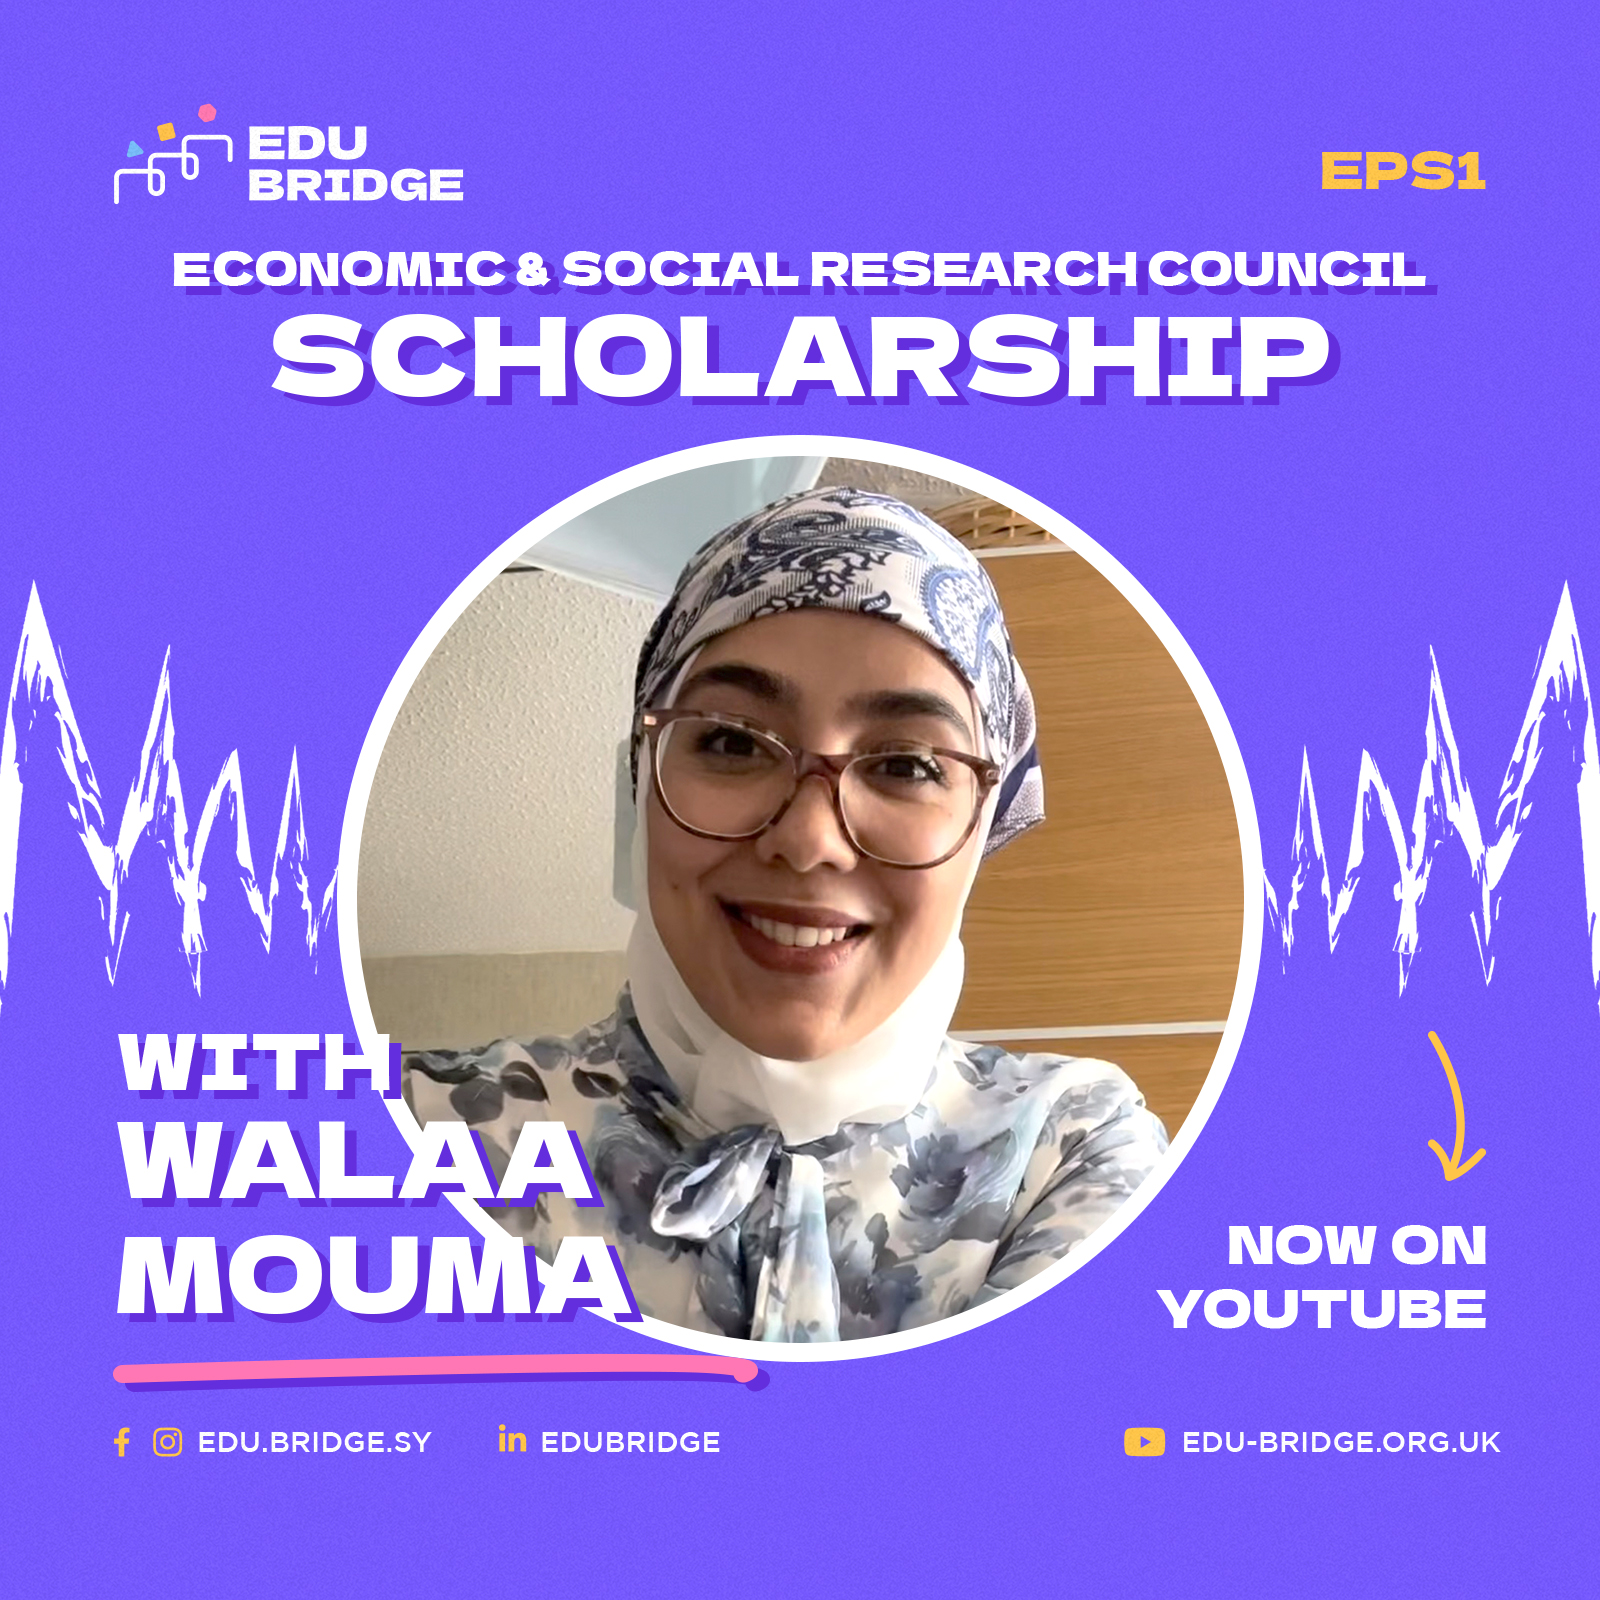 EDU
BRIDGE
EPS1
ECONOMIC & SOCIAL RESEARCH COUNCIL
SCHOLARSHIP
WITH
WALAA
MOUMA
NOW ON
YOUTUBE
EDU.BRIDGE.SY
EDUBRIDGE
EDU-BRIDGE.ORG.UK